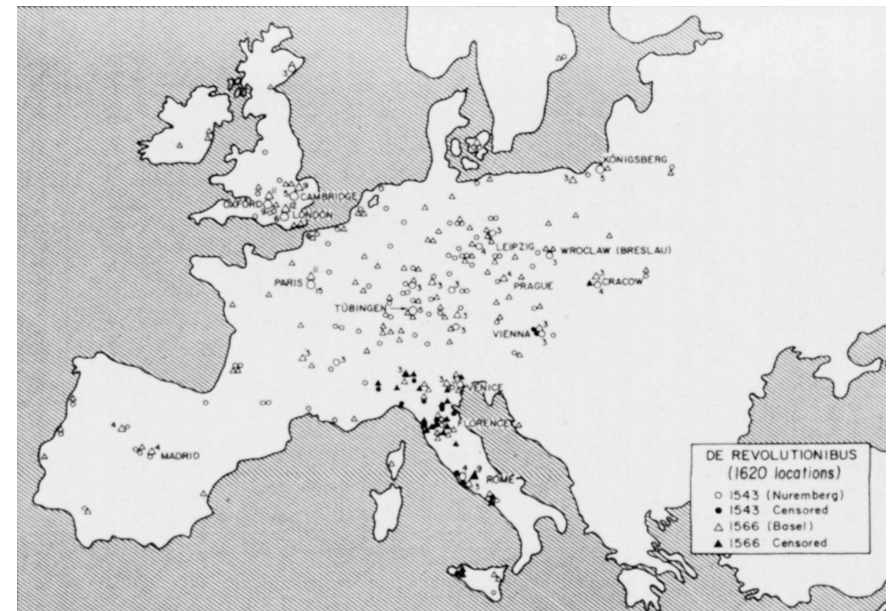 KÖNIGSBERG
CAMBRIDGE
OXFORD
LONDON
LEIPZIG
WROCLAW (BRESLAU)
PARIS
PRAGUE
CRACOW
TÜBINGEN
VIENNA
VENICE
FLORENCE
MADRID
ROME
DE REVOLUTIONIBUS
(1620 locations)
1543 (Nuremberg)
1543 Censored
1566 (Basel)
1566 Censored